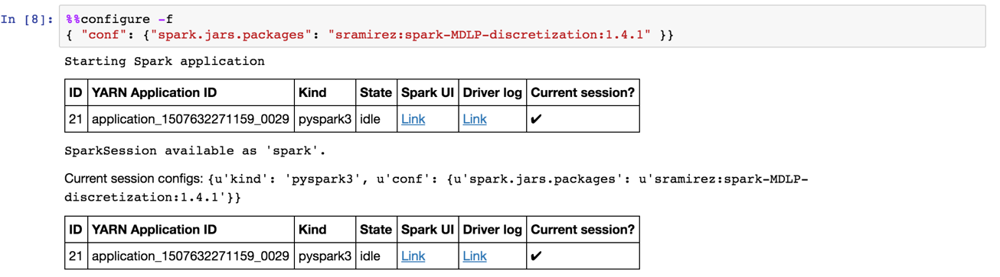 In [8]: %%configure -f
{ "conf": {"spark.jars.packages": "sramirez:spark-MDLP-discretization:1.4.1" }}
Starting Spark application
ID YARN Application ID Kind State Spark UI Driver log Current session?
21 application_1507632271159_0029 pyspark3 idle Link Link ✔
SparkSession available as 'spark'.
Current session configs: {u'kind': 'pyspark3', u'conf': {u'spark.jars.packages': u'sramirez:spark-MDLP-
discretization:1.4.1'}}
ID YARN Application ID Kind State Spark UI Driver log Current session?
21 application_1507632271159_0029 pyspark3 idle Link Link ✔